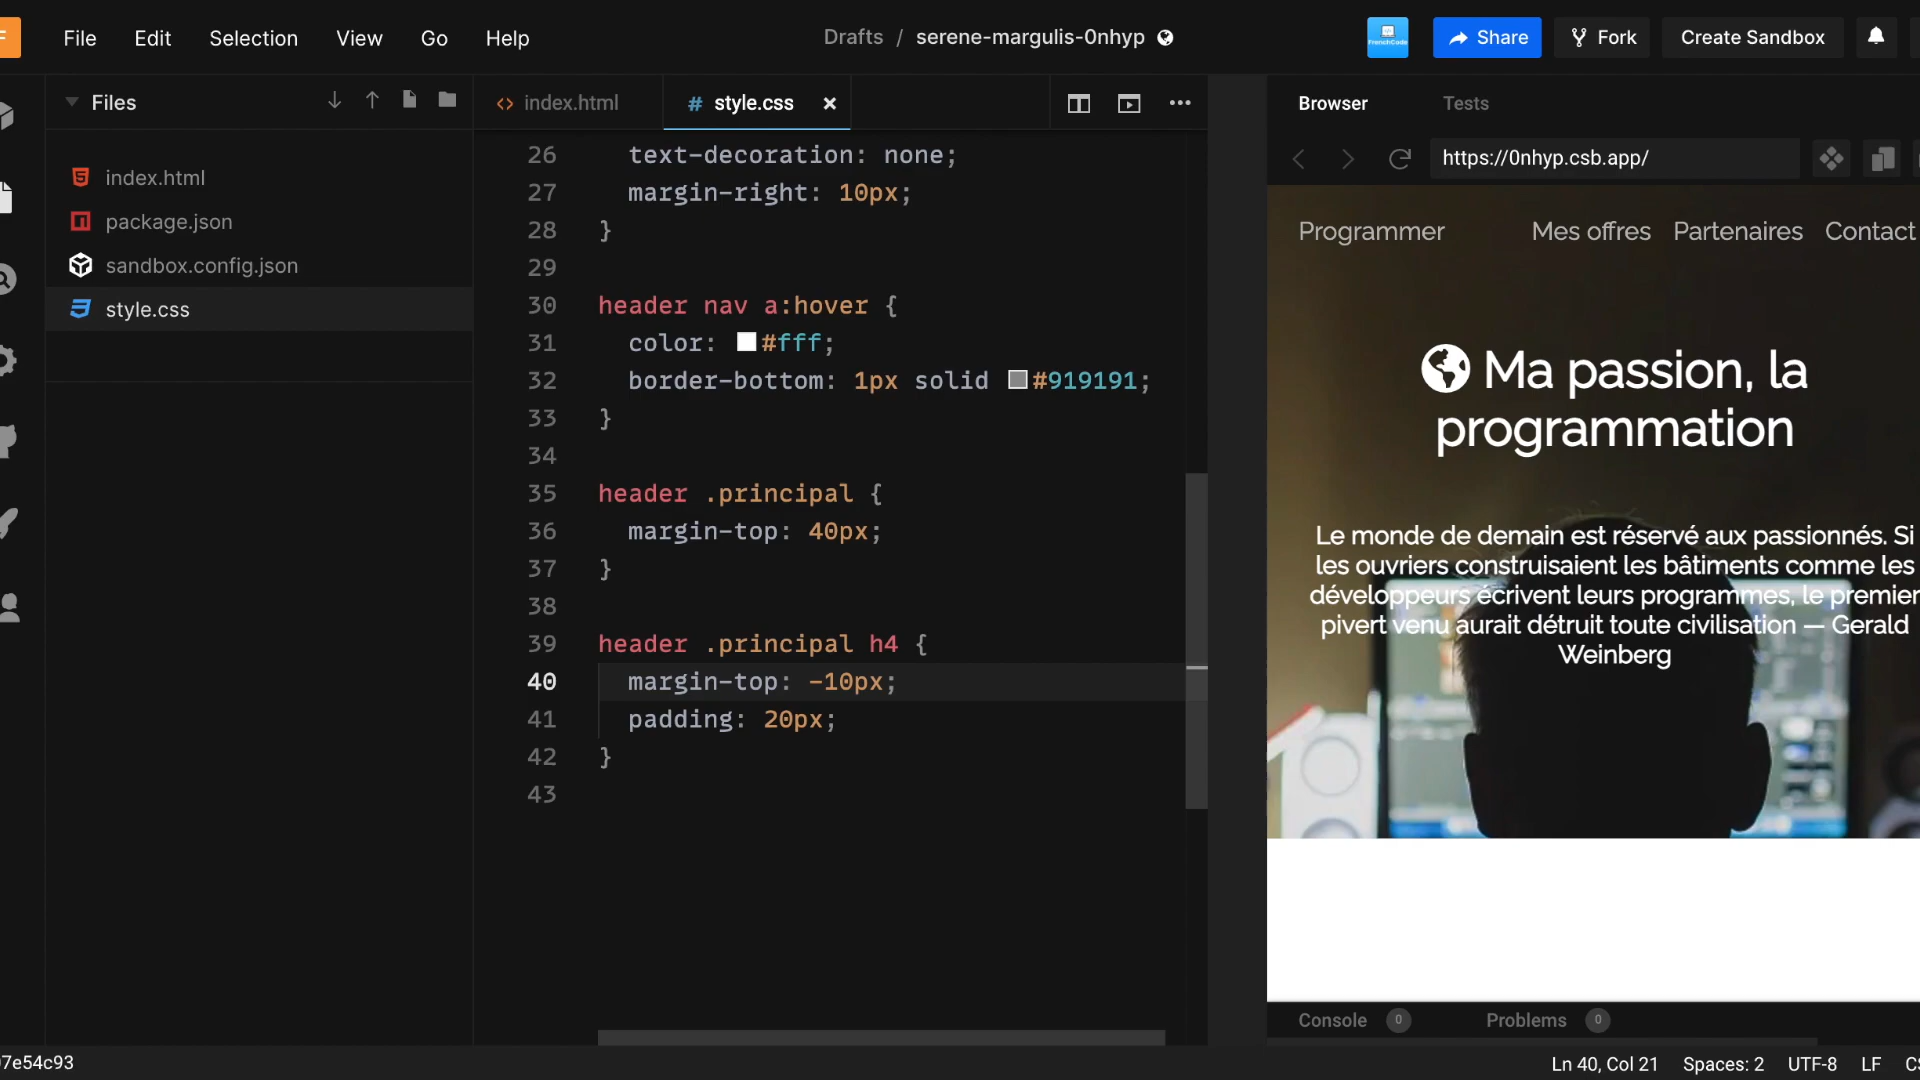 File Edit Selection View Go Help
Drafts / serene-margulis-0nhyp
FrenchCode
Share Fork Create Sandbox
Files
index.html
package.json
sandbox.config.json
style.css
<> index.html
# style.css ×
26 text-decoration: none;
27 margin-right: 10px;
28 }
29
30 header nav a:hover {
31 color: #fff;
32 border-bottom: 1px solid #919191;
33 }
34
35 header .principal {
36 margin-top: 40px;
37 }
38
39 header .principal h4 {
40 margin-top: -10px;
41 padding: 20px;
42 }
43
Browser Tests
https://0nhyp.csb.app/
Programmer Mes offres Partenaires Contact
Ma passion, la
programmation
Le monde de demain est réservé aux passionnés. Si
les ouvriers construisaient les bâtiments comme les
développeurs écrivent leurs programmes, le premier
pivert venu aurait détruit toute civilisation — Gerald
Weinberg
Console 0 Problems 0
7e54c93
Ln 40, Col 21 Spaces: 2 UTF-8 LF